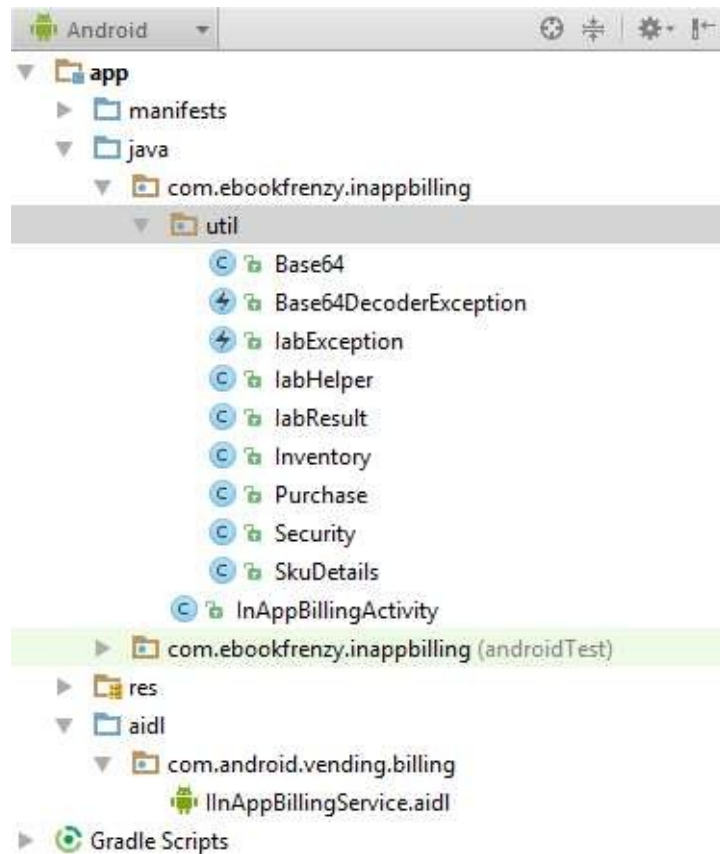 Android
app
manifests
java
com.ebookfrenzy.inappbilling
util
Base64
Base64DecoderException
IabException
IabHelper
IabResult
Inventory
Purchase
Security
SkuDetails
InAppBillingActivity
com.ebookfrenzy.inappbilling (androidTest)
res
aidl
com.android.vending.billing
IInAppBillingService.aidl
Gradle Scripts